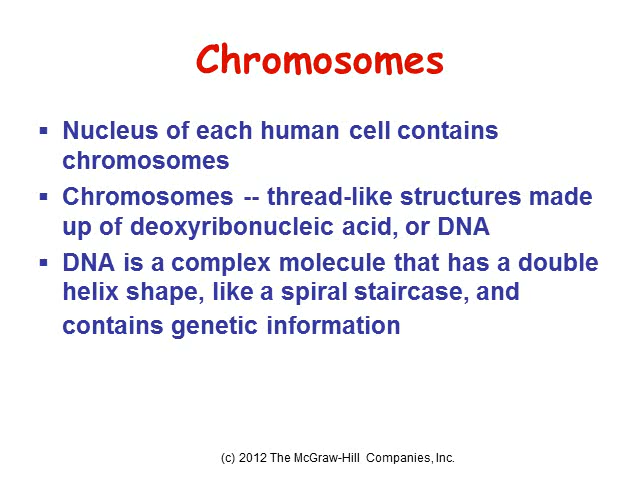 Chromosomes
▪ Nucleus of each human cell contains
chromosomes
▪ Chromosomes -- thread-like structures made
up of deoxyribonucleic acid, or DNA
▪ DNA is a complex molecule that has a double
helix shape, like a spiral staircase, and
contains genetic information
(c) 2012 The McGraw-Hill Companies, Inc.